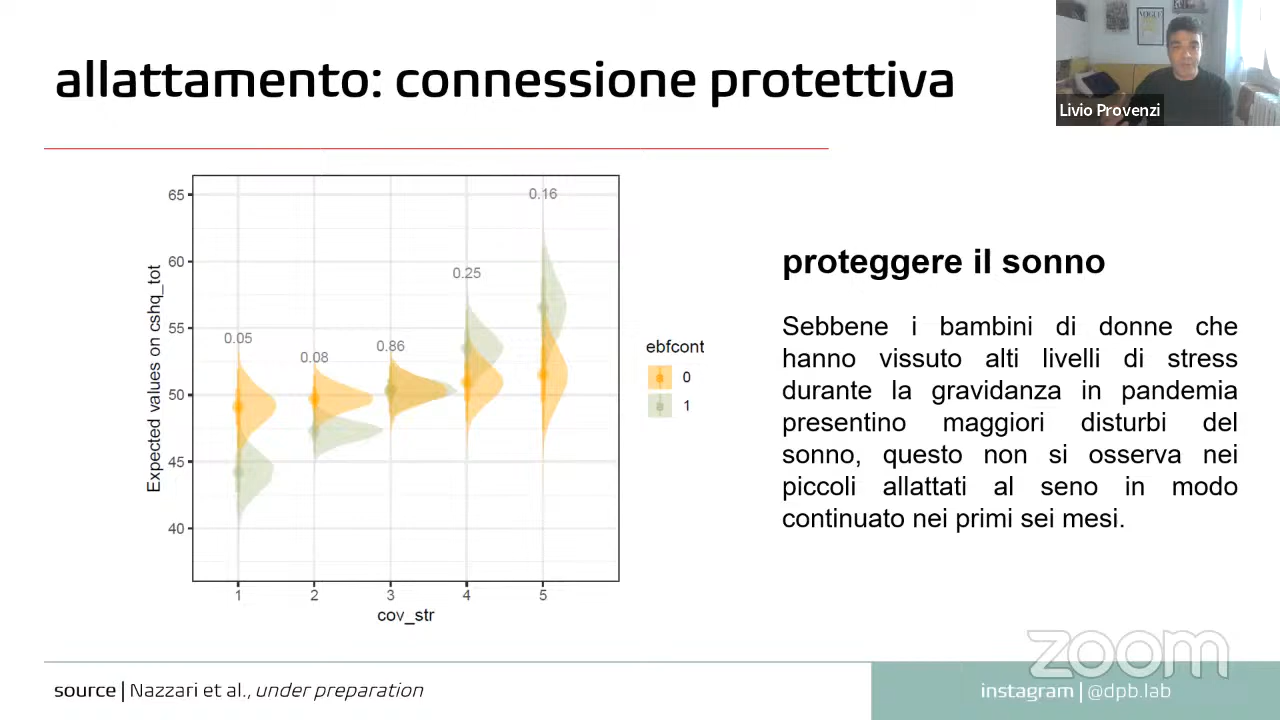 allattamento: connessione protettiva
VOGUE
Livio Provenzi
65
60
55
50
45
40
Expected values on cshq_tot
0.05
0.08
0.86
0.25
0.16
1
2
3
4
5
cov_str
ebfcont
0
1
proteggere il sonno
Sebbene i bambini di donne che
hanno vissuto alti livelli di stress
durante la gravidanza in pandemia
presentino maggiori disturbi del
sonno, questo non si osserva nei
piccoli allattati al seno in modo
continuato nei primi sei mesi.
zoom
source | Nazzari et al., under preparation
instagram | @dpb.lab